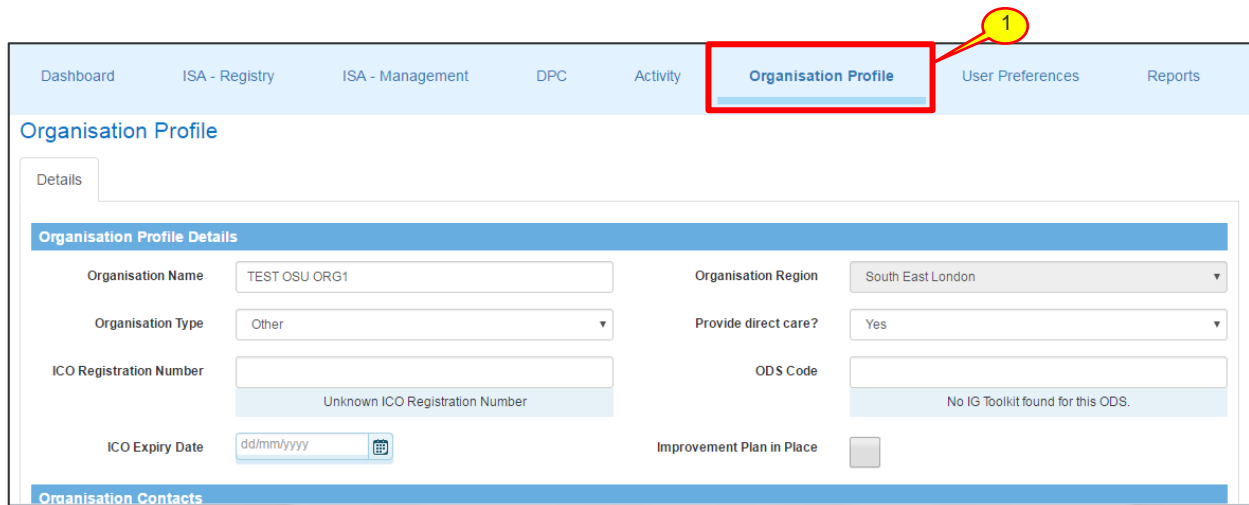 1
Dashboard ISA - Registry ISA - Management DPC Activity Organisation Profile User Preferences Reports
Organisation Profile
Details
Organisation Profile Details
Organisation Name TEST OSU ORG1 Organisation Region South East London
Organisation Type Other Provide direct care? Yes
ICO Registration Number ODS Code
Unknown ICO Registration Number No IG Toolkit found for this ODS.
ICO Expiry Date dd/mm/yyyy Improvement Plan in Place
Organisation Contacts